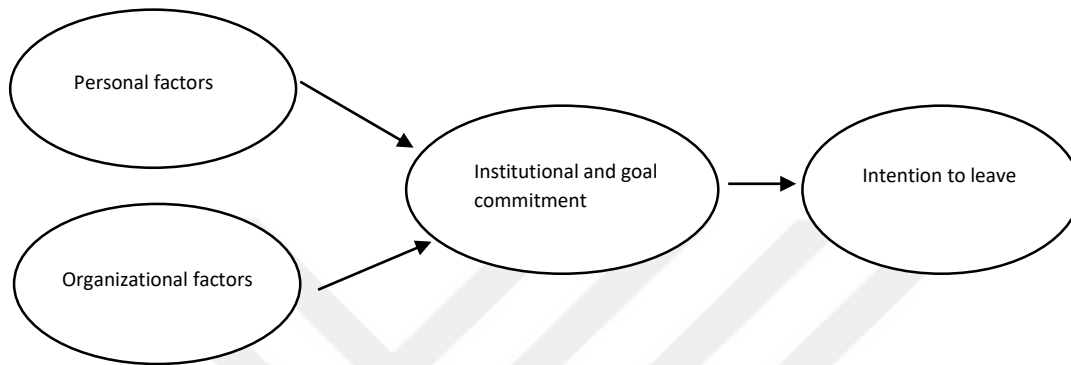 Personal factors
Institutional and goal
commitment
Intention to leave
Organizational factors